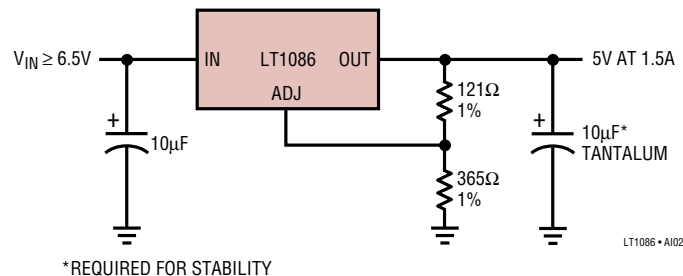 V_IN ≥ 6.5V
IN LT1086 OUT
ADJ
5V AT 1.5A
121Ω
1%
+
10µF
365Ω
1%
+
10µF*
TANTALUM
LT1086 • AI02
*REQUIRED FOR STABILITY